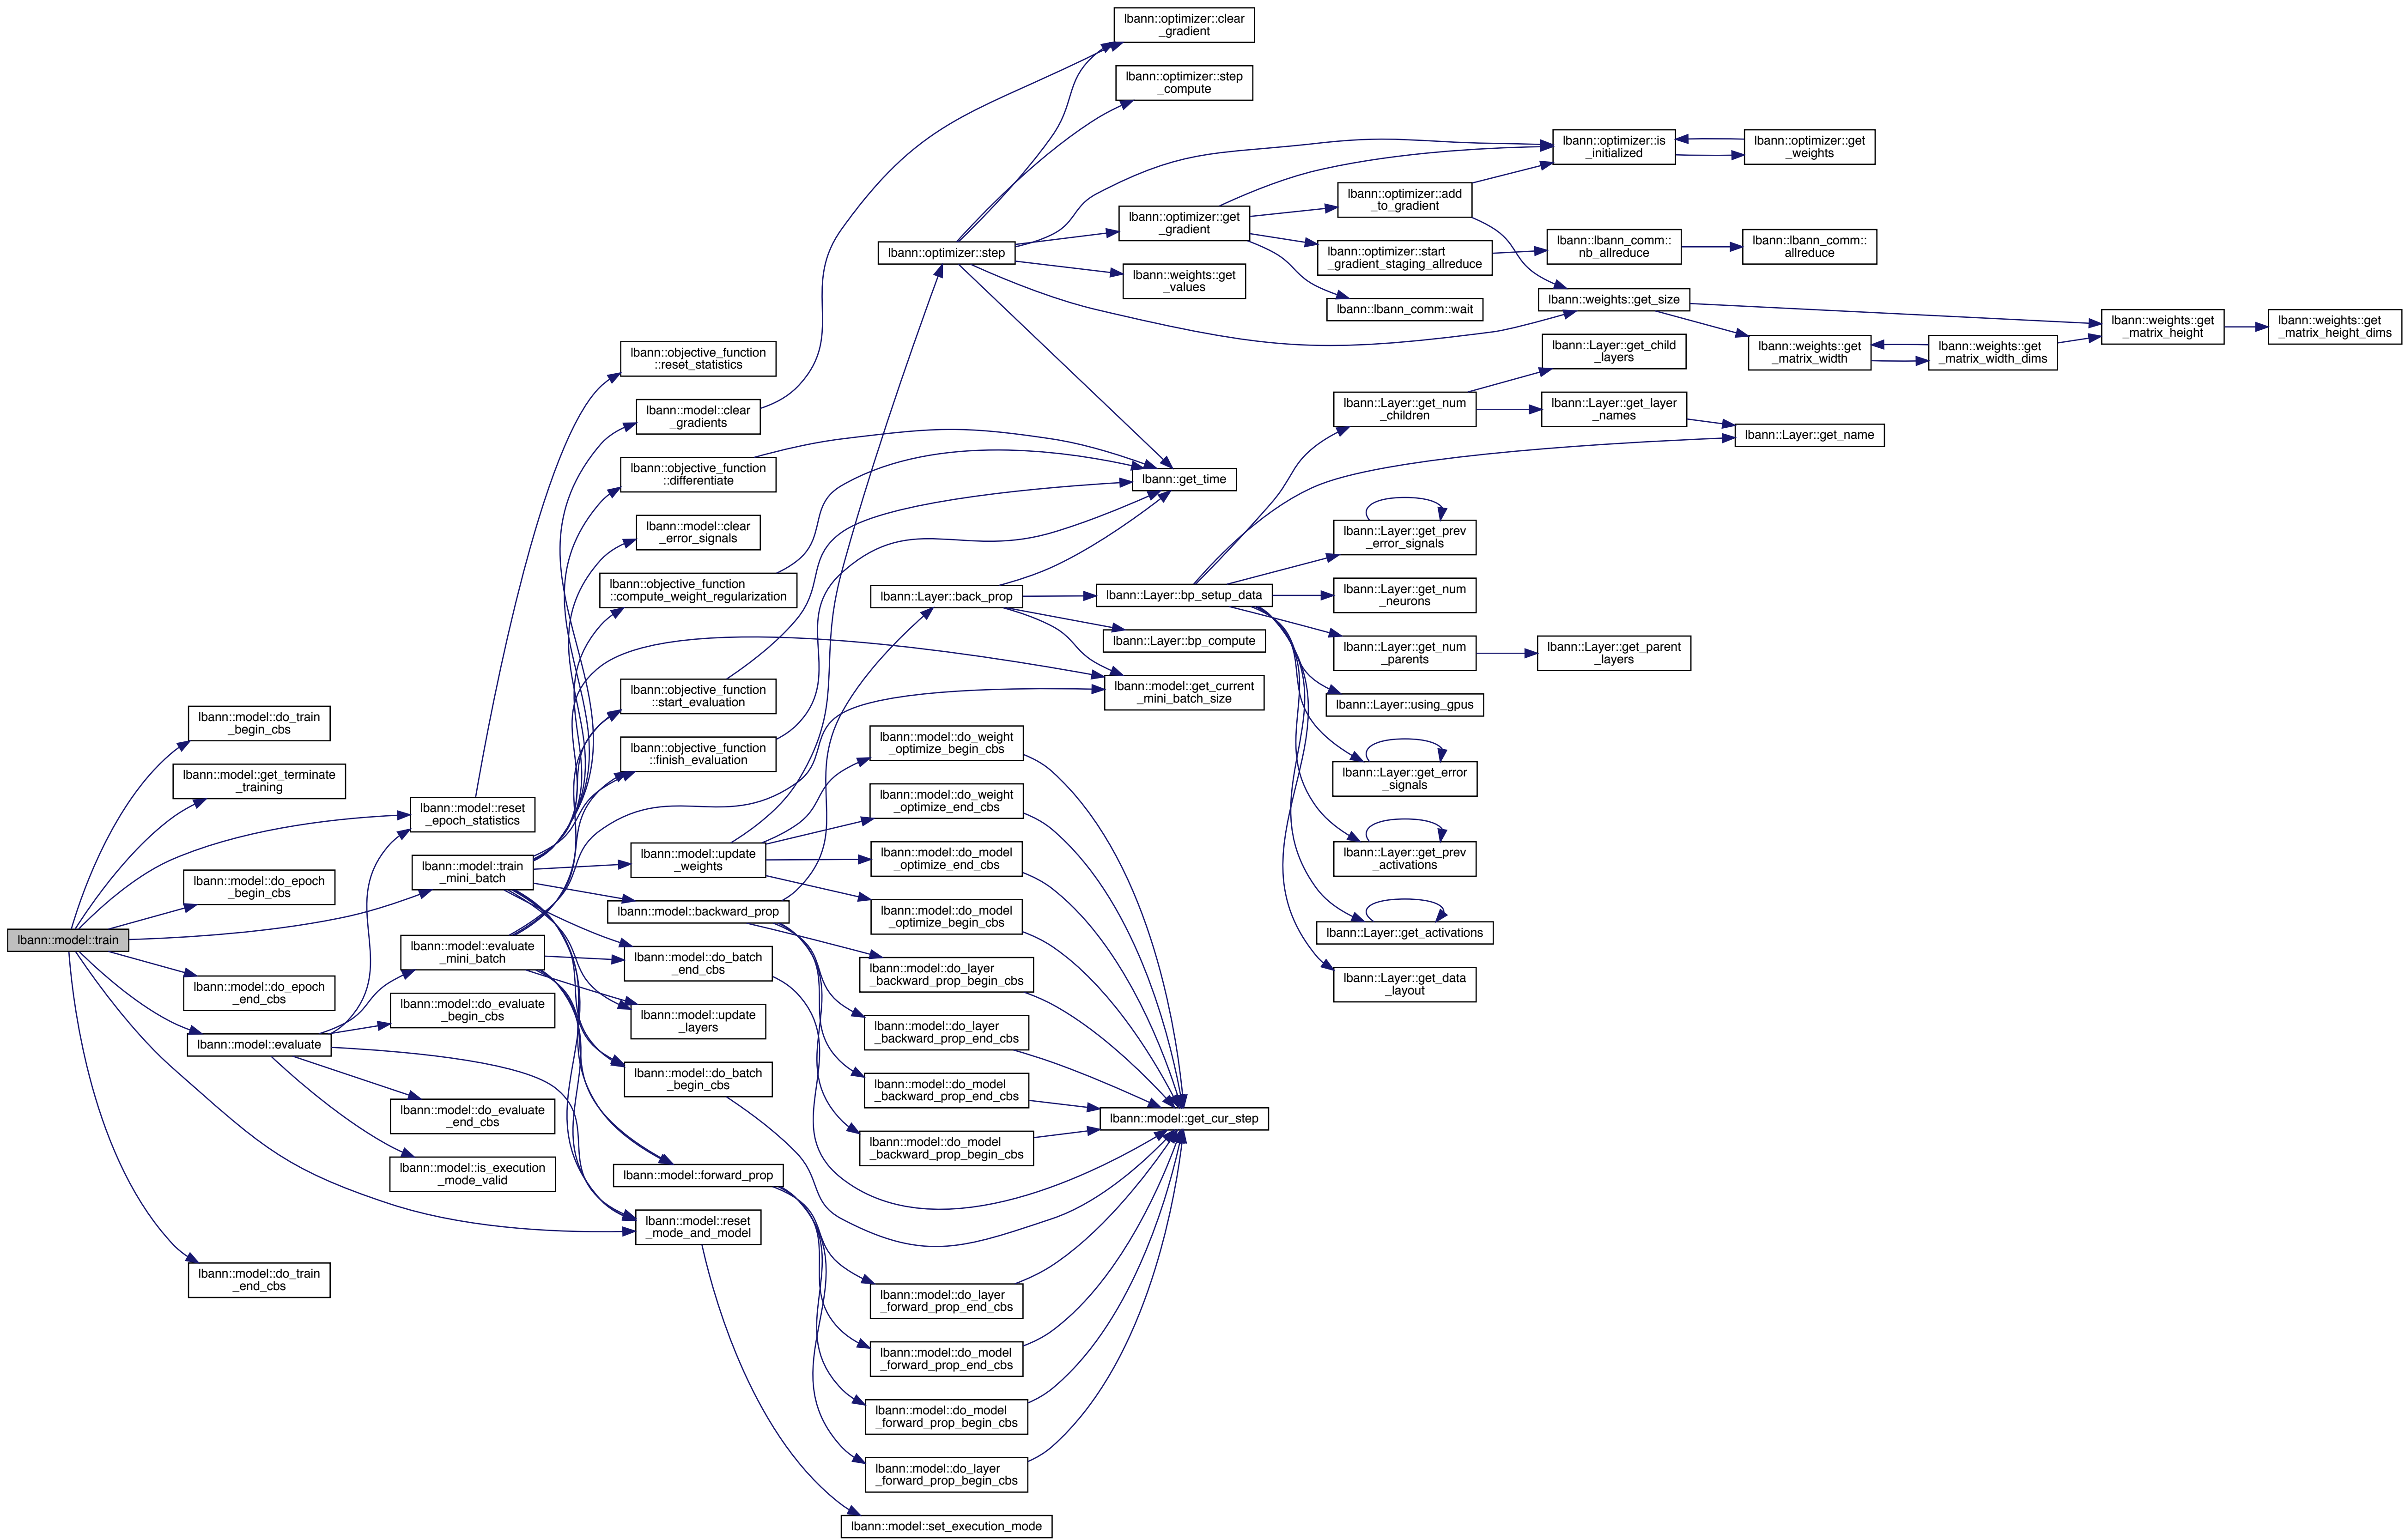 lbann::model::train
lbann::model::do_train
_begin_cbs
lbann::model::get_terminate
_training
lbann::model::do_epoch
_begin_cbs
lbann::model::do_epoch
_end_cbs
lbann::model::evaluate
lbann::model::do_train
_end_cbs
lbann::model::reset
_epoch_statistics
lbann::model::train
_mini_batch
lbann::model::evaluate
_mini_batch
lbann::model::do_evaluate
_begin_cbs
lbann::model::do_evaluate
_end_cbs
lbann::model::is_execution
_mode_valid
lbann::objective_function
::reset_statistics
lbann::model::clear
_gradients
lbann::objective_function
::differentiate
lbann::model::clear
_error_signals
lbann::objective_function
::compute_weight_regularization
lbann::objective_function
::start_evaluation
lbann::objective_function
::finish_evaluation
lbann::model::update
_weights
lbann::model::backward_prop
lbann::model::do_batch
_end_cbs
lbann::model::update
_layers
lbann::model::do_batch
_begin_cbs
lbann::model::forward_prop
lbann::model::reset
_mode_and_model
lbann::optimizer::step
lbann::Layer::back_prop
lbann::model::do_weight
_optimize_begin_cbs
lbann::model::do_weight
_optimize_end_cbs
lbann::model::do_model
_optimize_end_cbs
lbann::model::do_model
_optimize_begin_cbs
lbann::model::do_layer
_backward_prop_begin_cbs
lbann::model::do_layer
_backward_prop_end_cbs
lbann::model::do_model
_backward_prop_end_cbs
lbann::model::do_model
_backward_prop_begin_cbs
lbann::model::do_layer
_forward_prop_end_cbs
lbann::model::do_model
_forward_prop_end_cbs
lbann::model::do_model
_forward_prop_begin_cbs
lbann::model::do_layer
_forward_prop_begin_cbs
lbann::model::set_execution_mode
lbann::optimizer::clear
_gradient
lbann::optimizer::step
_compute
lbann::optimizer::get
_gradient
lbann::weights::get
_values
lbann::get_time
lbann::Layer::bp_setup_data
lbann::Layer::bp_compute
lbann::model::get_current
_mini_batch_size
lbann::model::get_cur_step
lbann::optimizer::add
_to_gradient
lbann::optimizer::start
_gradient_staging_allreduce
lbann::lbann_comm::wait
lbann::Layer::get_num
_children
lbann::Layer::get_prev
_error_signals
lbann::Layer::get_num
_neurons
lbann::Layer::get_num
_parents
lbann::Layer::using_gpus
lbann::Layer::get_error
_signals
lbann::Layer::get_prev
_activations
lbann::Layer::get_activations
lbann::Layer::get_data
_layout
lbann::optimizer::is
_initialized
lbann::lbann_comm::
nb_allreduce
lbann::weights::get_size
lbann::Layer::get_child
_layers
lbann::Layer::get_layer
_names
lbann::Layer::get_parent
_layers
lbann::optimizer::get
_weights
lbann::lbann_comm::
allreduce
lbann::weights::get
_matrix_width
lbann::Layer::get_name
lbann::weights::get
_matrix_width_dims
lbann::weights::get
_matrix_height
lbann::weights::get
_matrix_height_dims